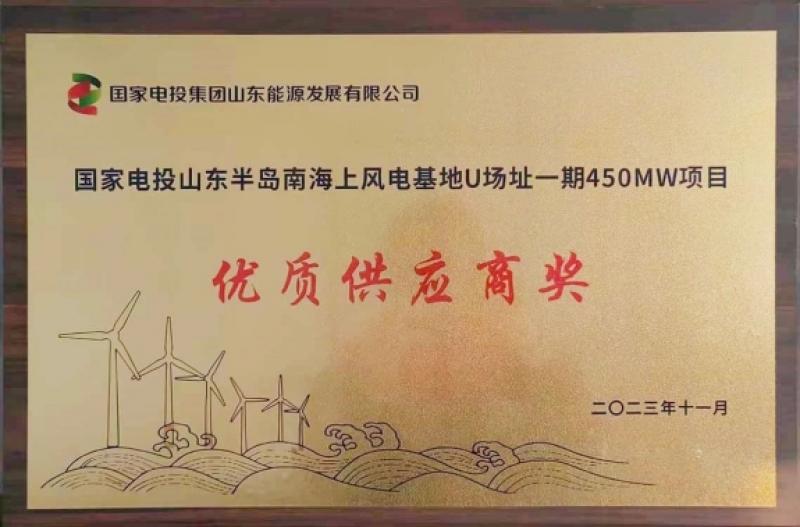 国家电投集团山东能源发展有限公司
国家电投山东半岛南海上风电基地U场址一期450MW项目
优质供应商奖
二〇二三年十一月